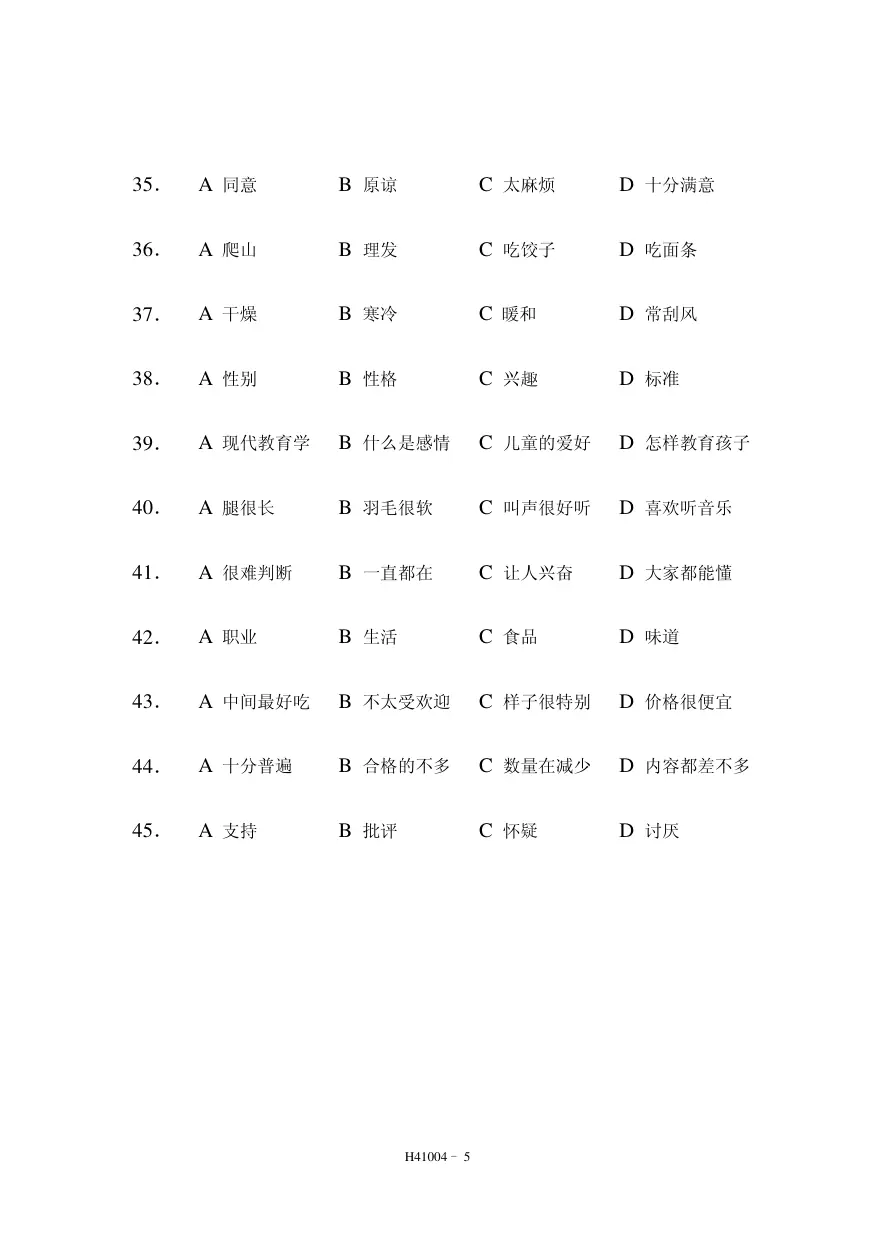 35． A 同意 B 原谅 C 太麻烦 D 十分满意
36． A 爬山 B 理发 C 吃饺子 D 吃面条
37． A 干燥 B 寒冷 C 暖和 D 常刮风
38． A 性别 B 性格 C 兴趣 D 标准
39． A 现代教育学 B 什么是感情 C 儿童的爱好 D 怎样教育孩子
40． A 腿很长 B 羽毛很软 C 叫声很好听 D 喜欢听音乐
41． A 很难判断 B 一直都在 C 让人兴奋 D 大家都能懂
42． A 职业 B 生活 C 食品 D 味道
43． A 中间最好吃 B 不太受欢迎 C 样子很特别 D 价格很便宜
44． A 十分普遍 B 合格的不多 C 数量在减少 D 内容都差不多
45． A 支持 B 批评 C 怀疑 D 讨厌
H41004 - 5